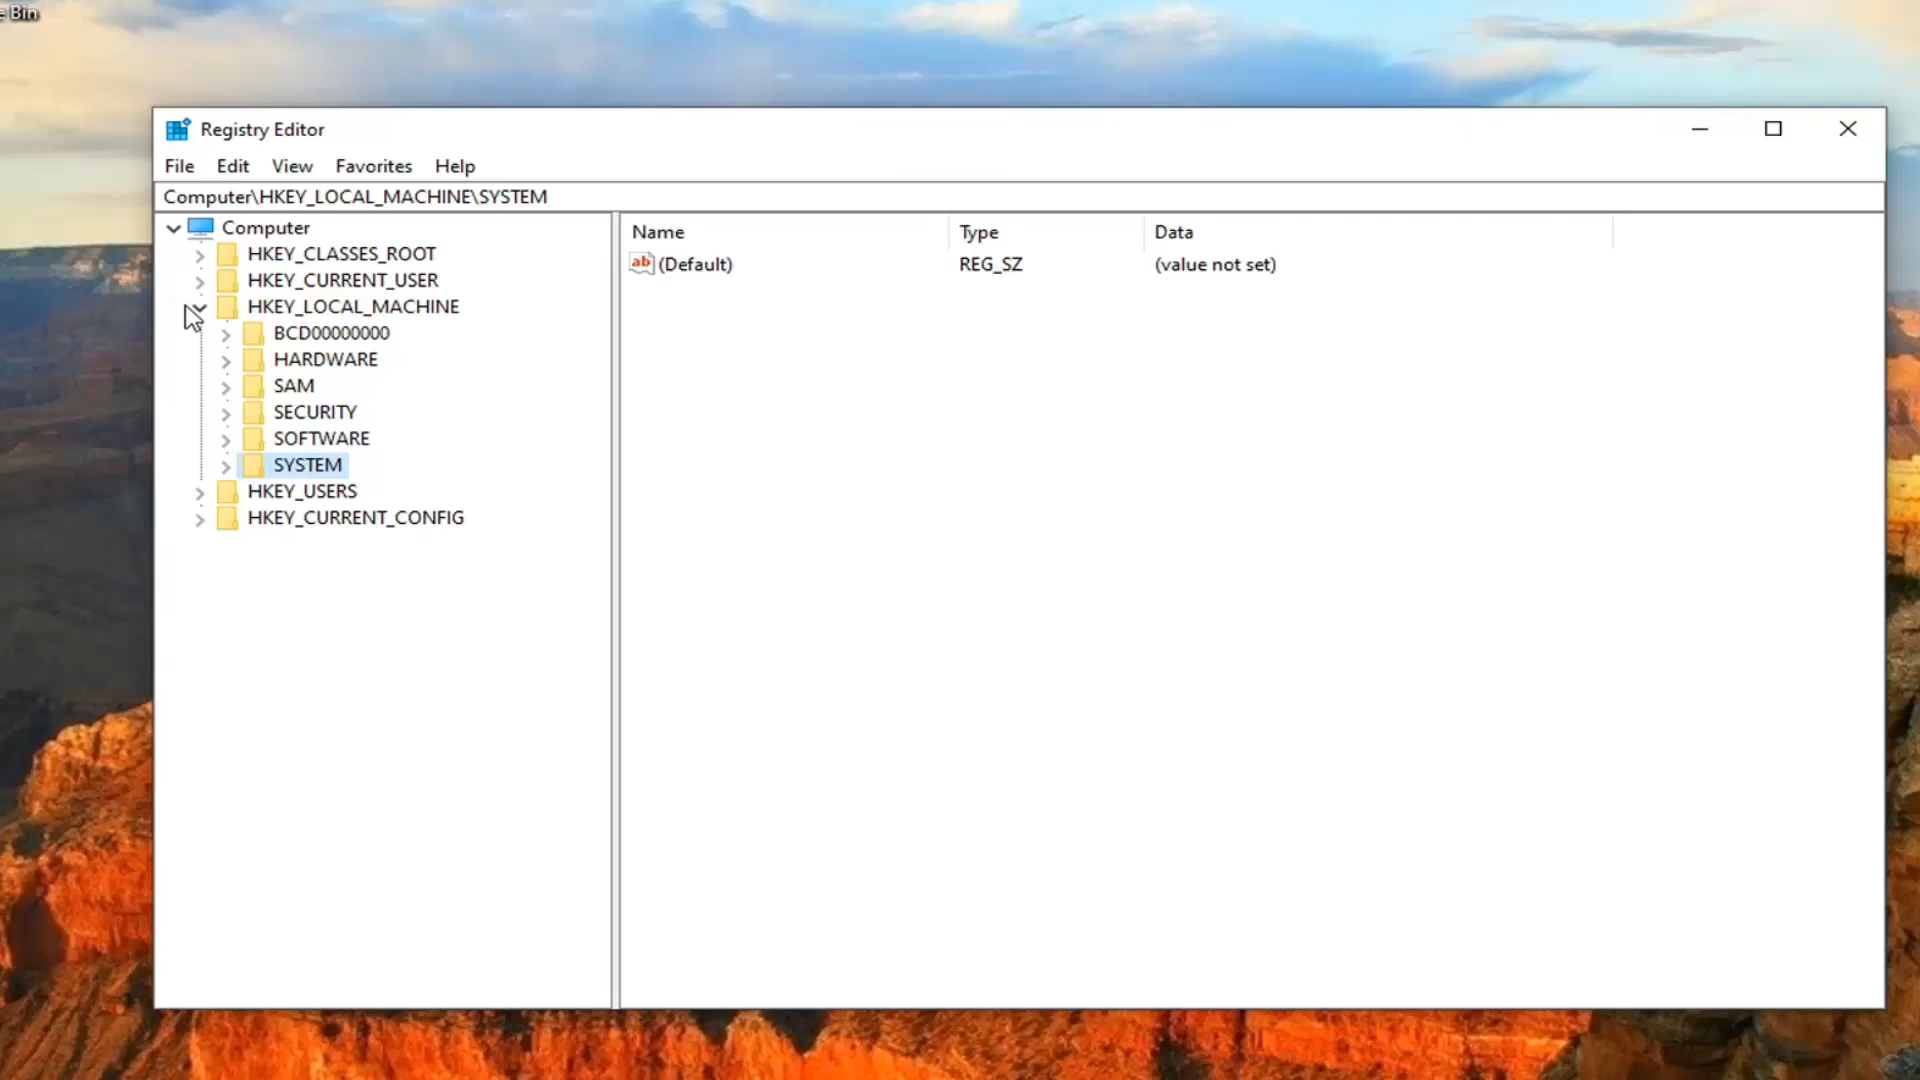 e Bin
Registry Editor
File Edit View Favorites Help
Computer\HKEY_LOCAL_MACHINE\SYSTEM
Computer
HKEY_CLASSES_ROOT
HKEY_CURRENT_USER
HKEY_LOCAL_MACHINE
BCD00000000
HARDWARE
SAM
SECURITY
SOFTWARE
SYSTEM
HKEY_USERS
HKEY_CURRENT_CONFIG
Name Type Data
ab (Default) REG_SZ (value not set)